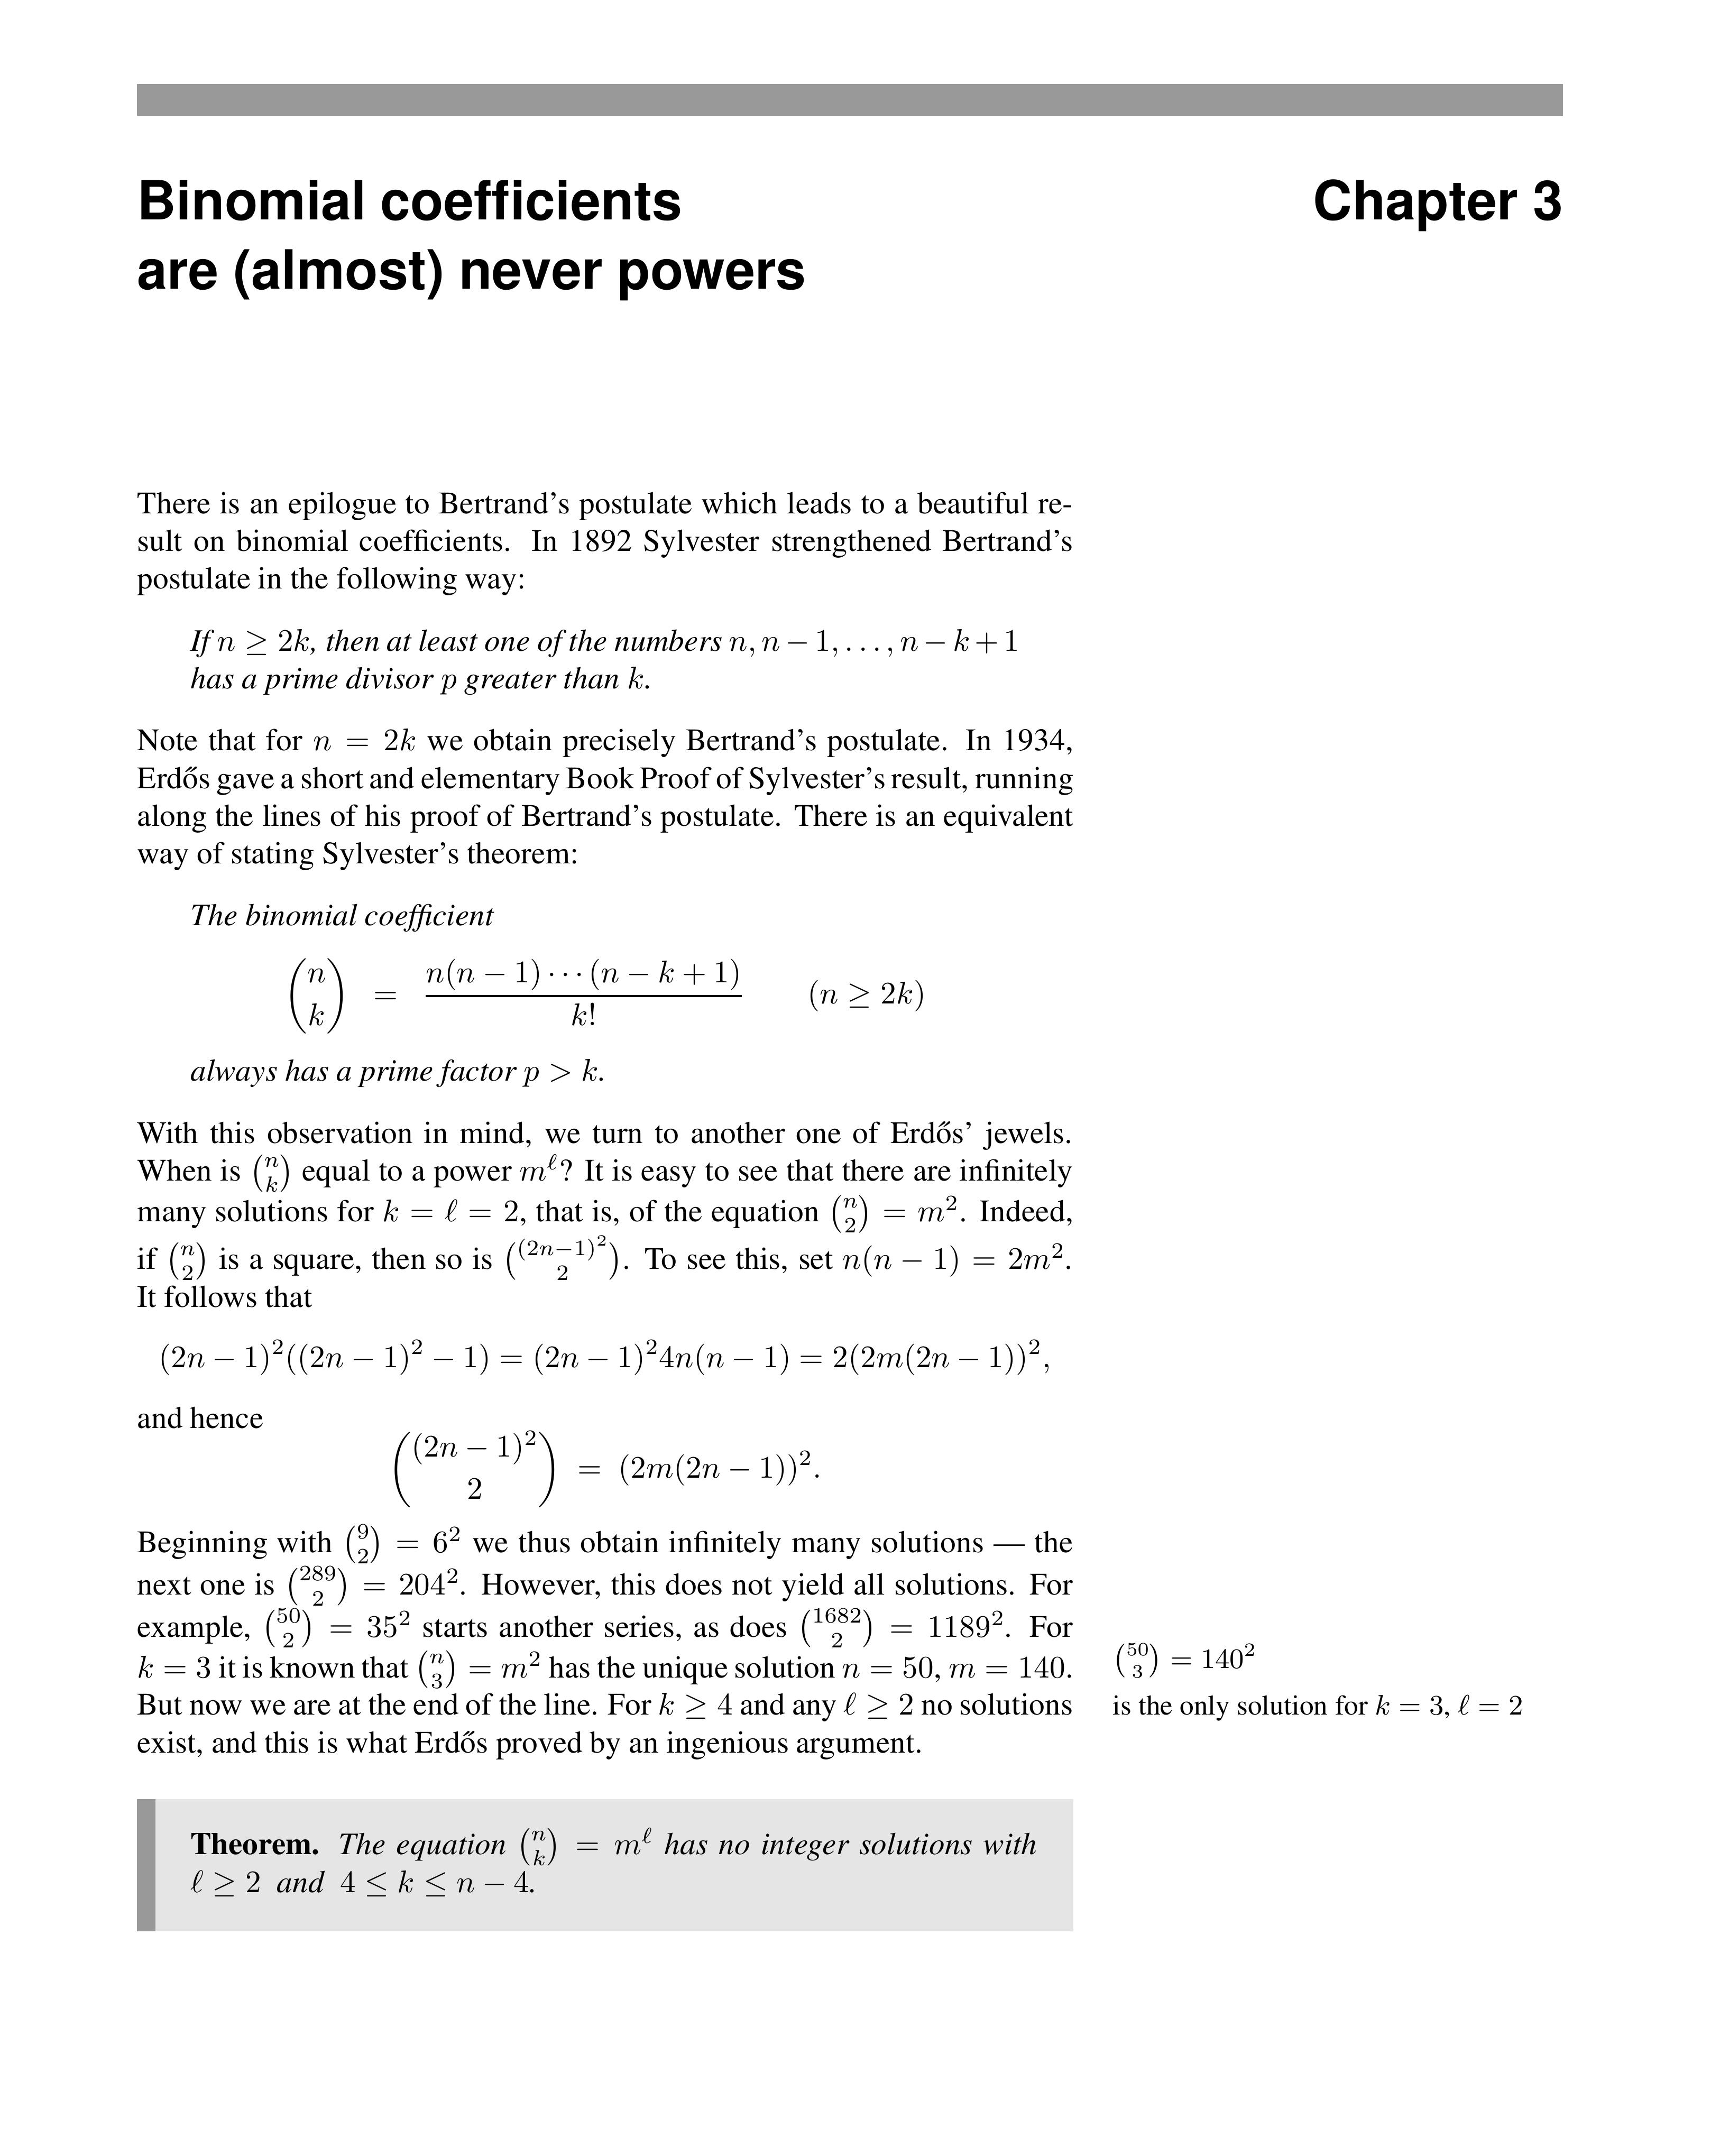 Binomial coefficients
are (almost) never powers
Chapter 3
There is an epilogue to Bertrand's postulate which leads to a beautiful re-
sult on binomial coefficients. In 1892 Sylvester strengthened Bertrand's
postulate in the following way:
If n ≥ 2k, then at least one of the numbers n, n − 1, . . . , n − k + 1
has a prime divisor p greater than k.
Note that for n = 2k we obtain precisely Bertrand's postulate. In 1934,
Erdős gave a short and elementary Book Proof of Sylvester's result, running
along the lines of his proof of Bertrand's postulate. There is an equivalent
way of stating Sylvester's theorem:
The binomial coefficient
$\binom{n}{k} = \frac{n(n-1)\cdots(n-k+1)}{k!} \quad (n \geq 2k)$
always has a prime factor p > k.
With this observation in mind, we turn to another one of Erdős' jewels.
When is $\binom{n}{k}$ equal to a power $m^\ell$? It is easy to see that there are infinitely
many solutions for k = ℓ = 2, that is, of the equation $\binom{n}{2} = m^2$. Indeed,
if $\binom{n}{2}$ is a square, then so is $\binom{(2n-1)^2}{2}$. To see this, set $n(n-1) = 2m^2$.
It follows that
$(2n-1)^2((2n-1)^2-1) = (2n-1)^2 4n(n-1) = 2(2m(2n-1))^2,$
and hence
$\binom{(2n-1)^2}{2} = (2m(2n-1))^2.$
Beginning with $\binom{9}{2} = 6^2$ we thus obtain infinitely many solutions — the
next one is $\binom{289}{2} = 204^2$. However, this does not yield all solutions. For
example, $\binom{50}{2} = 35^2$ starts another series, as does $\binom{1682}{2} = 1189^2$. For
k = 3 it is known that $\binom{n}{3} = m^2$ has the unique solution n = 50, m = 140.
But now we are at the end of the line. For k ≥ 4 and any ℓ ≥ 2 no solutions
exist, and this is what Erdős proved by an ingenious argument.
$\binom{50}{3} = 140^2$
is the only solution for k = 3, ℓ = 2
Theorem. The equation $\binom{n}{k} = m^\ell$ has no integer solutions with
ℓ ≥ 2 and 4 ≤ k ≤ n − 4.